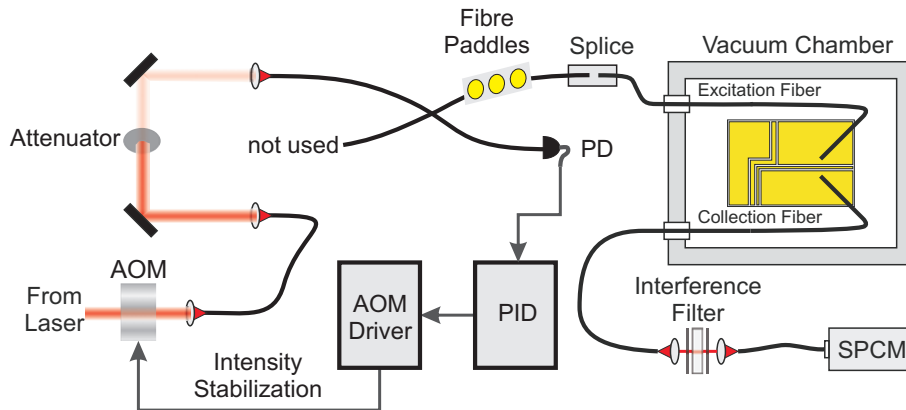 Fibre
Paddles
Splice
Vacuum Chamber
Excitation Fiber
Attenuator
not used
PD
Collection Fiber
AOM
From
Laser
AOM
Driver
PID
Interference
Filter
SPCM
Intensity
Stabilization